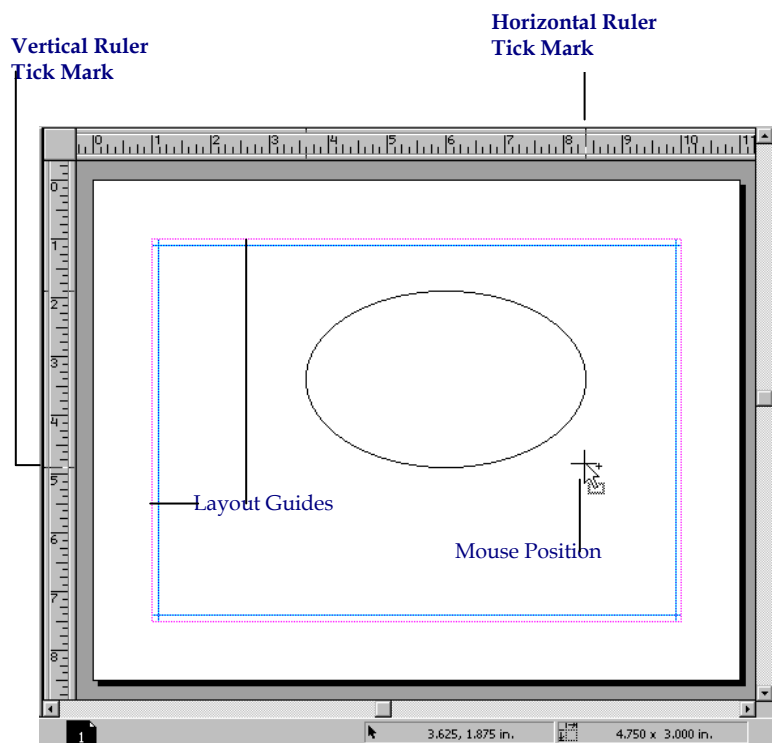 Horizontal Ruler
Tick Mark
Vertical Ruler
Tick Mark
0 1 2 3 4 5 6 7 8 9 10 11
0
1
2
3
4
5
6
7
8
Layout Guides
Mouse Position
1
3.625, 1.875 in.
4.750 x 3.000 in.